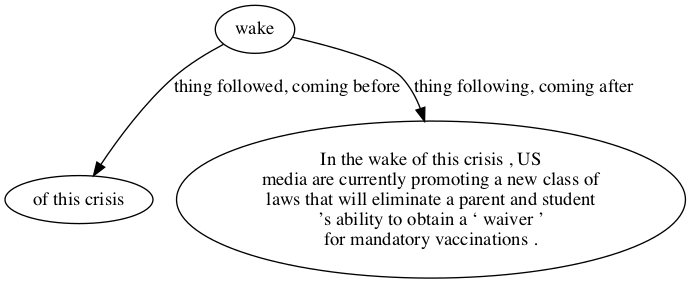 wake
thing followed, coming before
thing following, coming after
of this crisis
In the wake of this crisis , US
media are currently promoting a new class of
laws that will eliminate a parent and student
’s ability to obtain a ‘ waiver ’
for mandatory vaccinations .